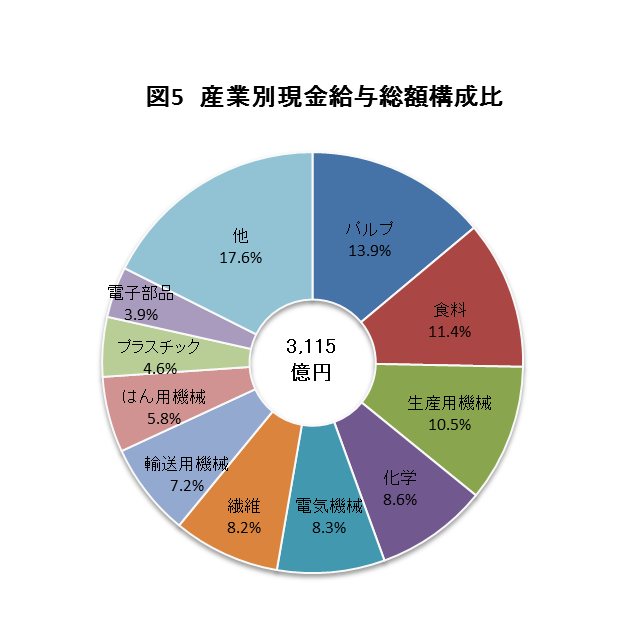 図5 産業別現金給与総額構成比
パルプ
13.9%
食料
11.4%
生産用機械
10.5%
化学
8.6%
電気機械
8.3%
繊維
8.2%
輸送用機械
7.2%
はん用機械
5.8%
プラスチック
4.6%
電子部品
3.9%
他
17.6%
3,115
億円